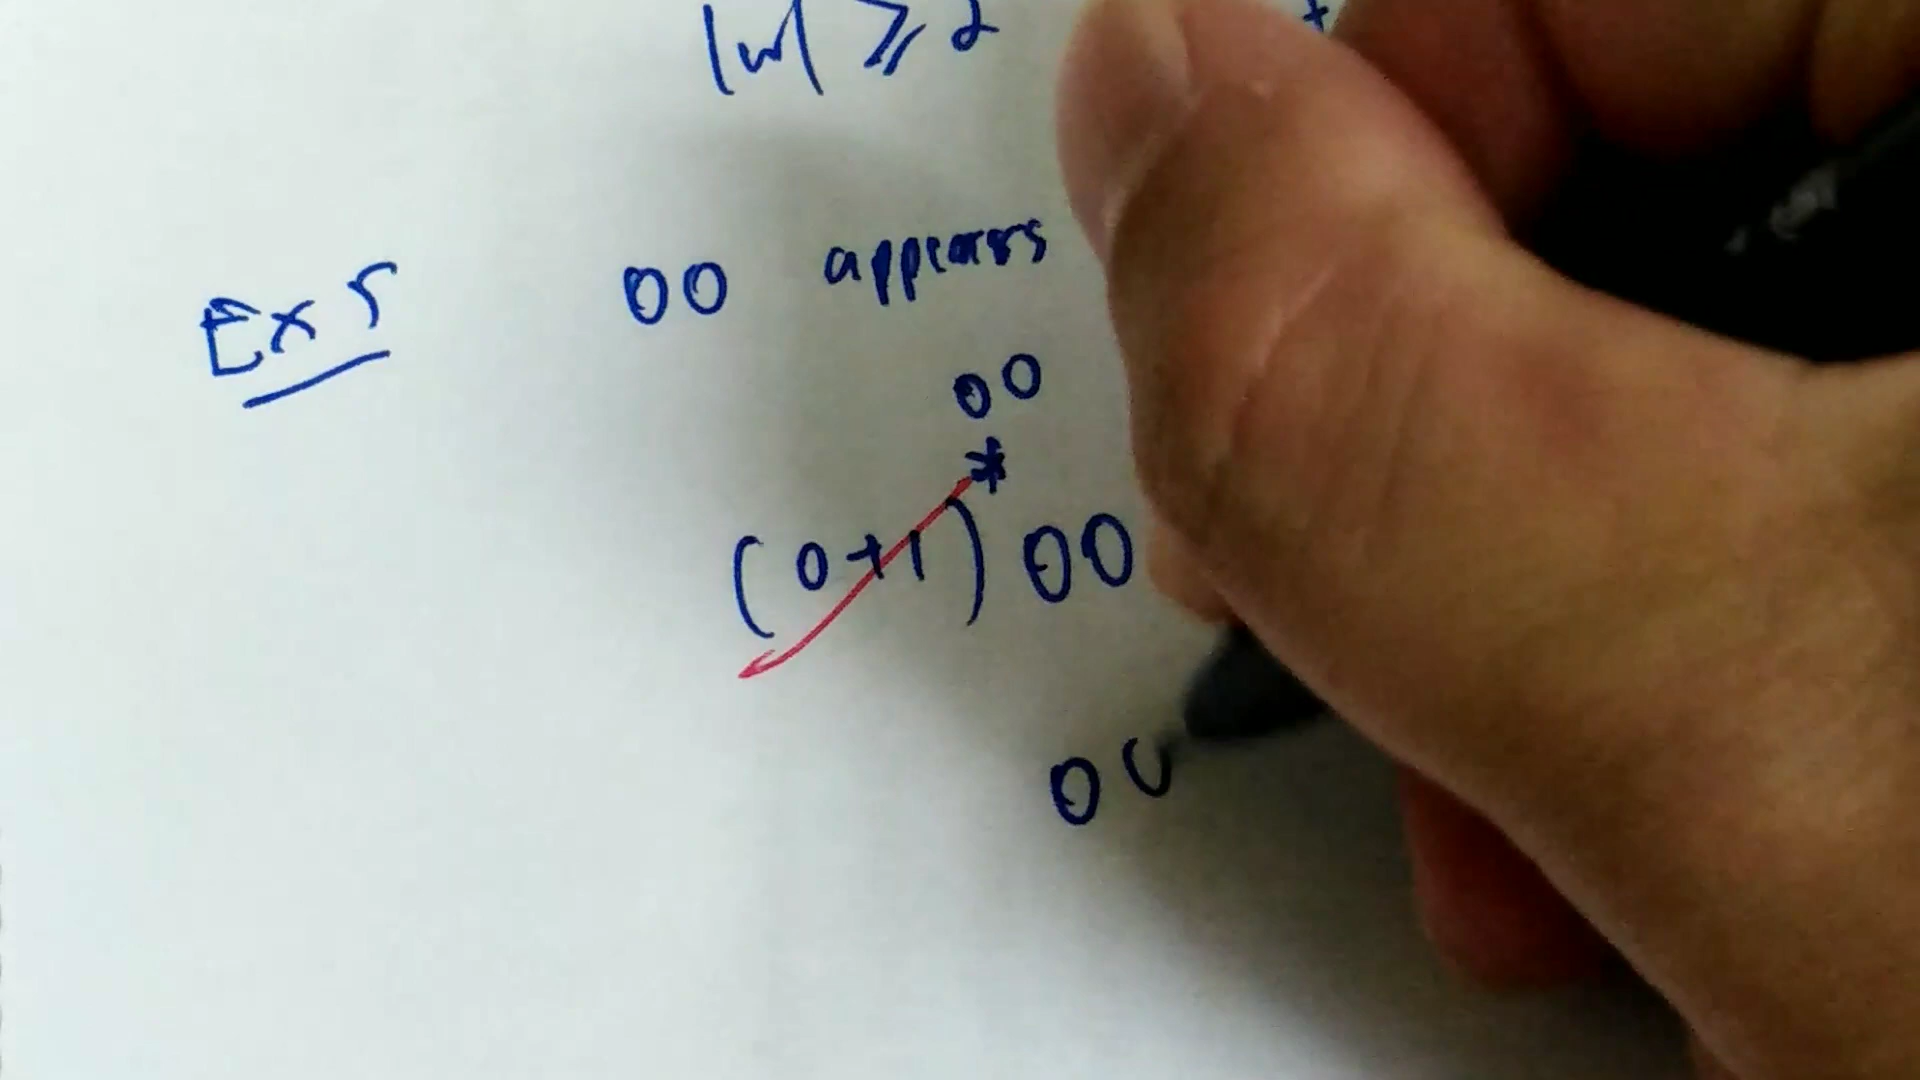 |w| ≥ 2 +
Ex 5 00 appears
00
*
(0+1) 00
00